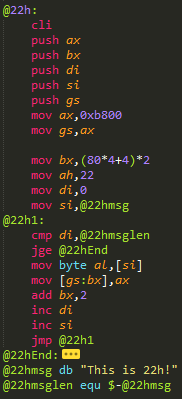 @22h:
cli
push ax
push bx
push di
push si
push gs
mov ax,0xb800
mov gs,ax
mov bx,(80*4+4)*2
mov ah,22
mov di,0
mov si,@22hmsg
@22h1:
cmp di,@22hmsglen
jge @22hEnd
mov byte al,[si]
mov [gs:bx],ax
add bx,2
inc di
inc si
jmp @22h1
@22hEnd:
@22hmsg db "This is 22h!"
@22hmsglen equ $-@22hmsg